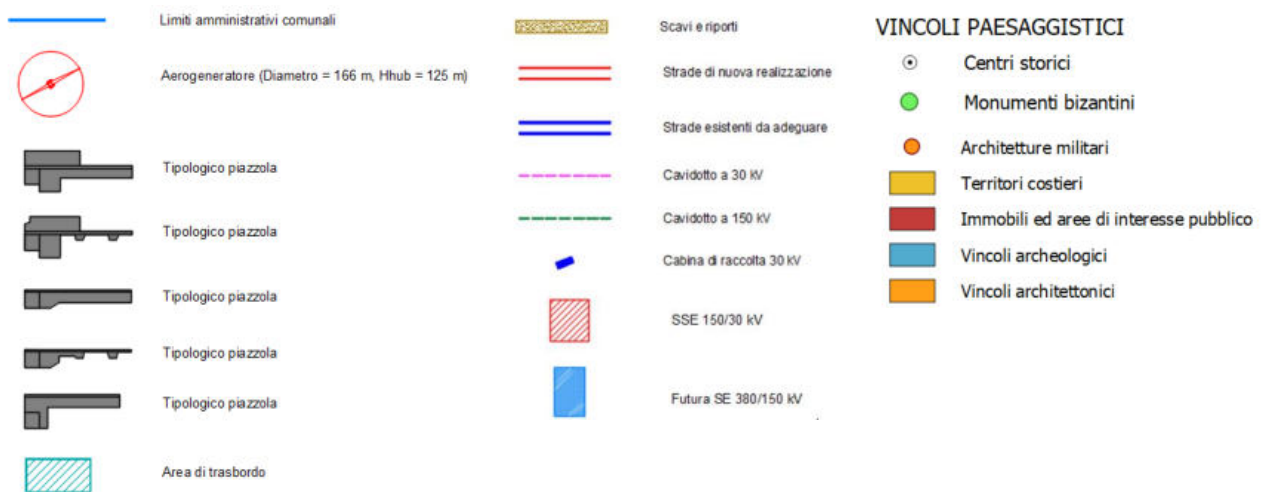 Limiti amministrativi comunali
Aerogeneratore (Diametro = 166 m, Hhub = 125 m)
Tipologico piazzola
Tipologico piazzola
Tipologico piazzola
Tipologico piazzola
Tipologico piazzola
Area di trasbordo
Scavi e riporti
Strade di nuova realizzazione
Strade esistenti da adeguare
Cavidotto a 30 kV
Cavidotto a 150 kV
Cabina di raccolta 30 kV
SSE 150/30 kV
Futura SE 380/150 kV
VINCOLI PAESAGGISTICI
Centri storici
Monumenti bizantini
Architetture militari
Territori costieri
Immobili ed aree di interesse pubblico
Vincoli archeologici
Vincoli architettonici